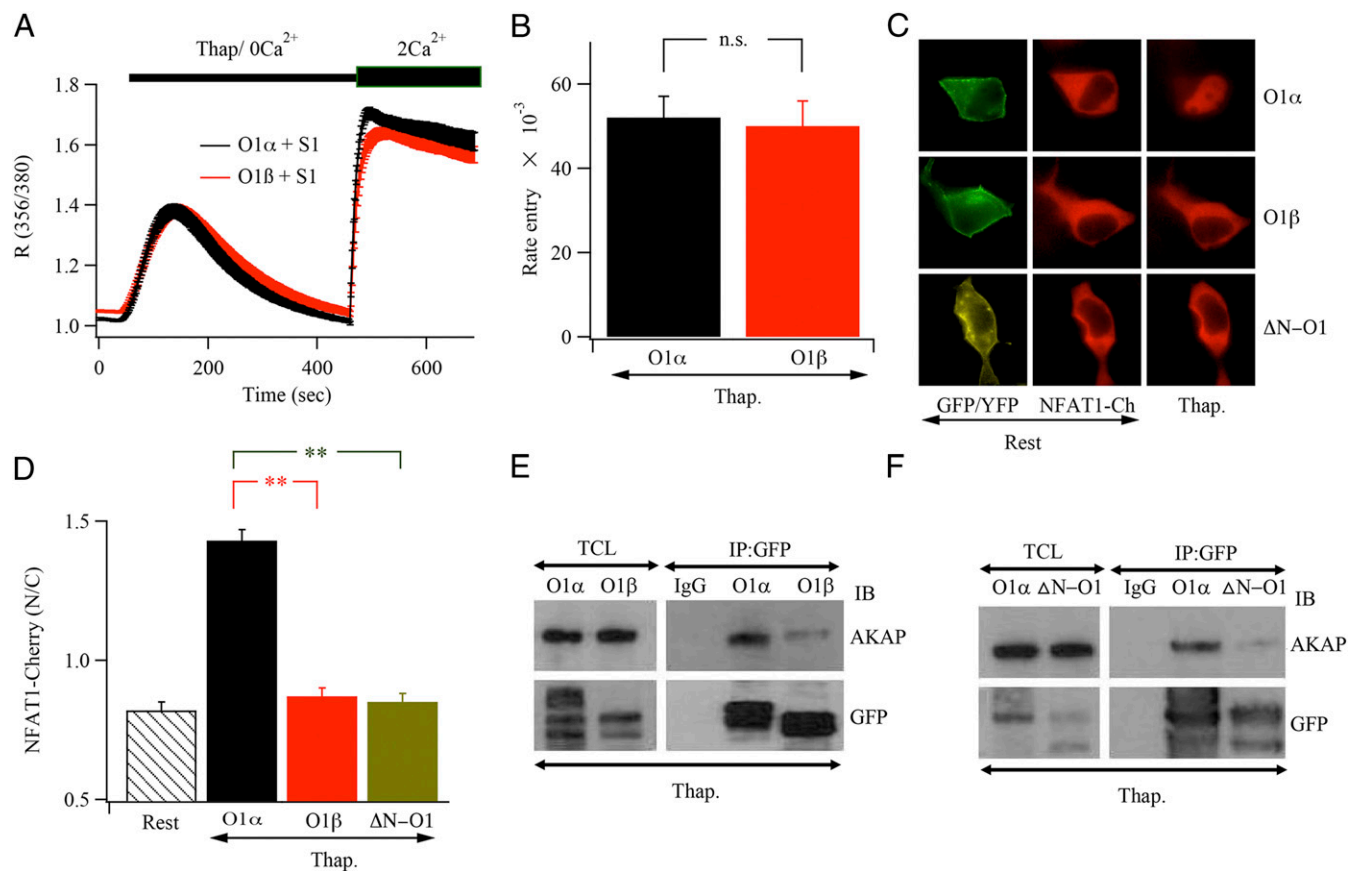 A
Thap/ 0Ca²⁺ 2Ca²⁺
1.8
1.6
1.4
1.2
1.0
R (356/380)
O1α + S1
O1ß + S1
0 200 400 600
Time (sec)
B
n.s.
60
40
20
0
Rate entry × 10⁻³
O1α O1β
Thap.
C
O1α
O1β
ΔN–O1
GFP/YFP NFAT1-Ch Thap.
Rest
D
**
**
1.5
1.0
0.5
NFAT1-Cherry (N/C)
Rest O1α O1β ΔN–O1
Thap.
E
TCL IP:GFP
O1α O1β IgG O1α O1β IB
AKAP
GFP
Thap.
F
TCL IP:GFP
O1α ΔN–O1 IgG O1α ΔN–O1 IB
AKAP
GFP
Thap.